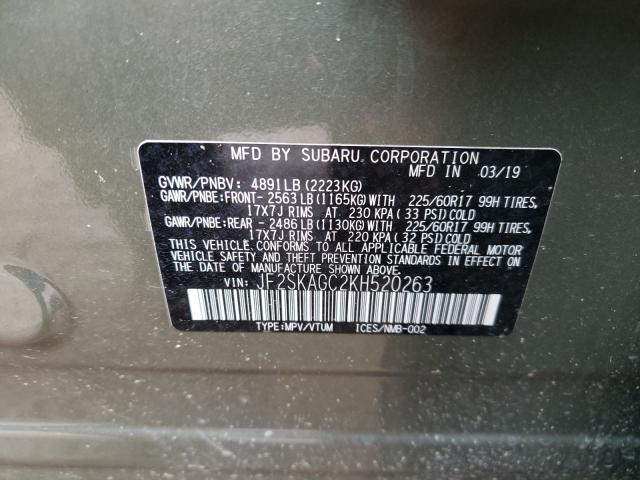 MFD BY SUBARU CORPORATION
MFD IN 03/19
GVWR/PNBV: 4891LB(2223KG)
GAWR/PNBE:FRONT- 2563LB(1165KG)WITH 225/60R17 99H TIRES,
17X7J RIMS AT 230 KPA( 33 PSI)COLD
GAWR/PNBE:REAR - 2486LB(1130KG)WITH 225/60R17 99H TIRES,
17X7J RIMS AT 220 KPA( 32 PSI)COLD
THIS VEHICLE CONFORMS TO ALL APPLICABLE FEDERAL MOTOR
VEHICLE SAFETY AND THEFT PREVENTION STANDARDS
IN EFFECT ON THE DATE OF MANUFACTURE SHOWN ABOVE.
VIN: JF2SKAGC2KH520263
TYPE:MPV/VTUM ICES/NMB-002